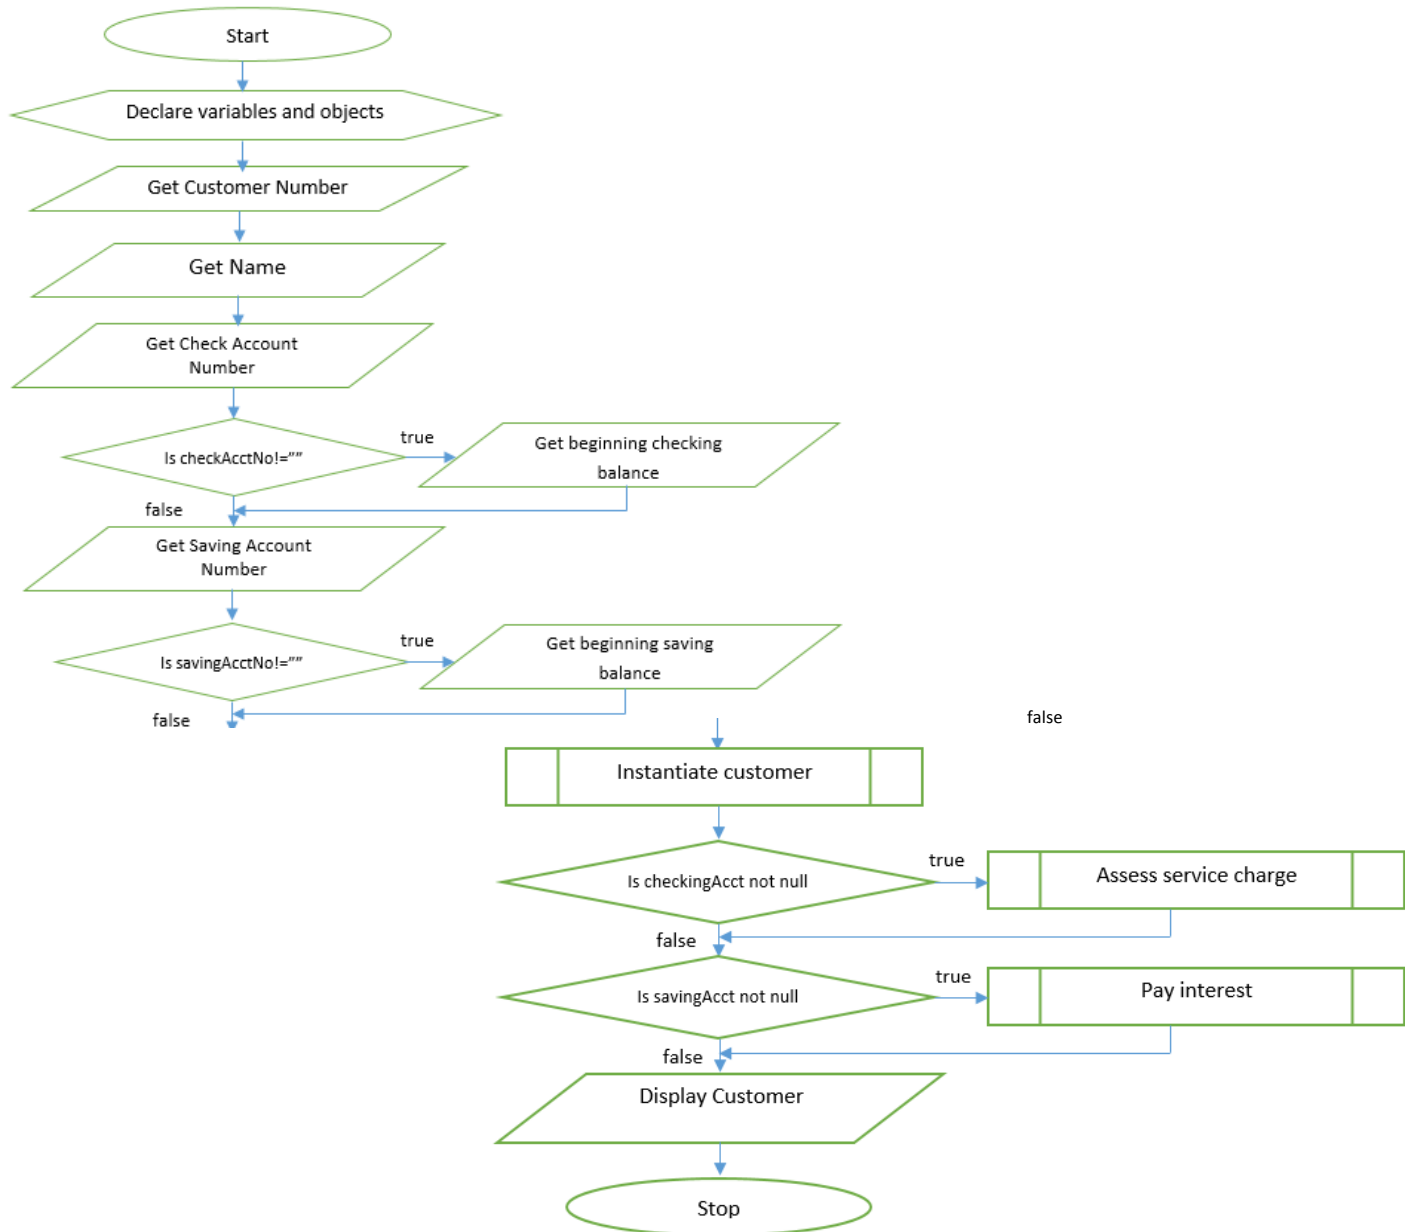 Start
Declare variables and objects
Get Customer Number
Get Name
Get Check Account
Number
Is checkAcctNo!=””
true
Get beginning checking
balance
false
Get Saving Account
Number
Is savingAcctNo!=””
true
Get beginning saving
balance
false
false
Instantiate customer
Is checkingAcct not null
true
Assess service charge
false
Is savingAcct not null
true
Pay interest
false
Display Customer
Stop